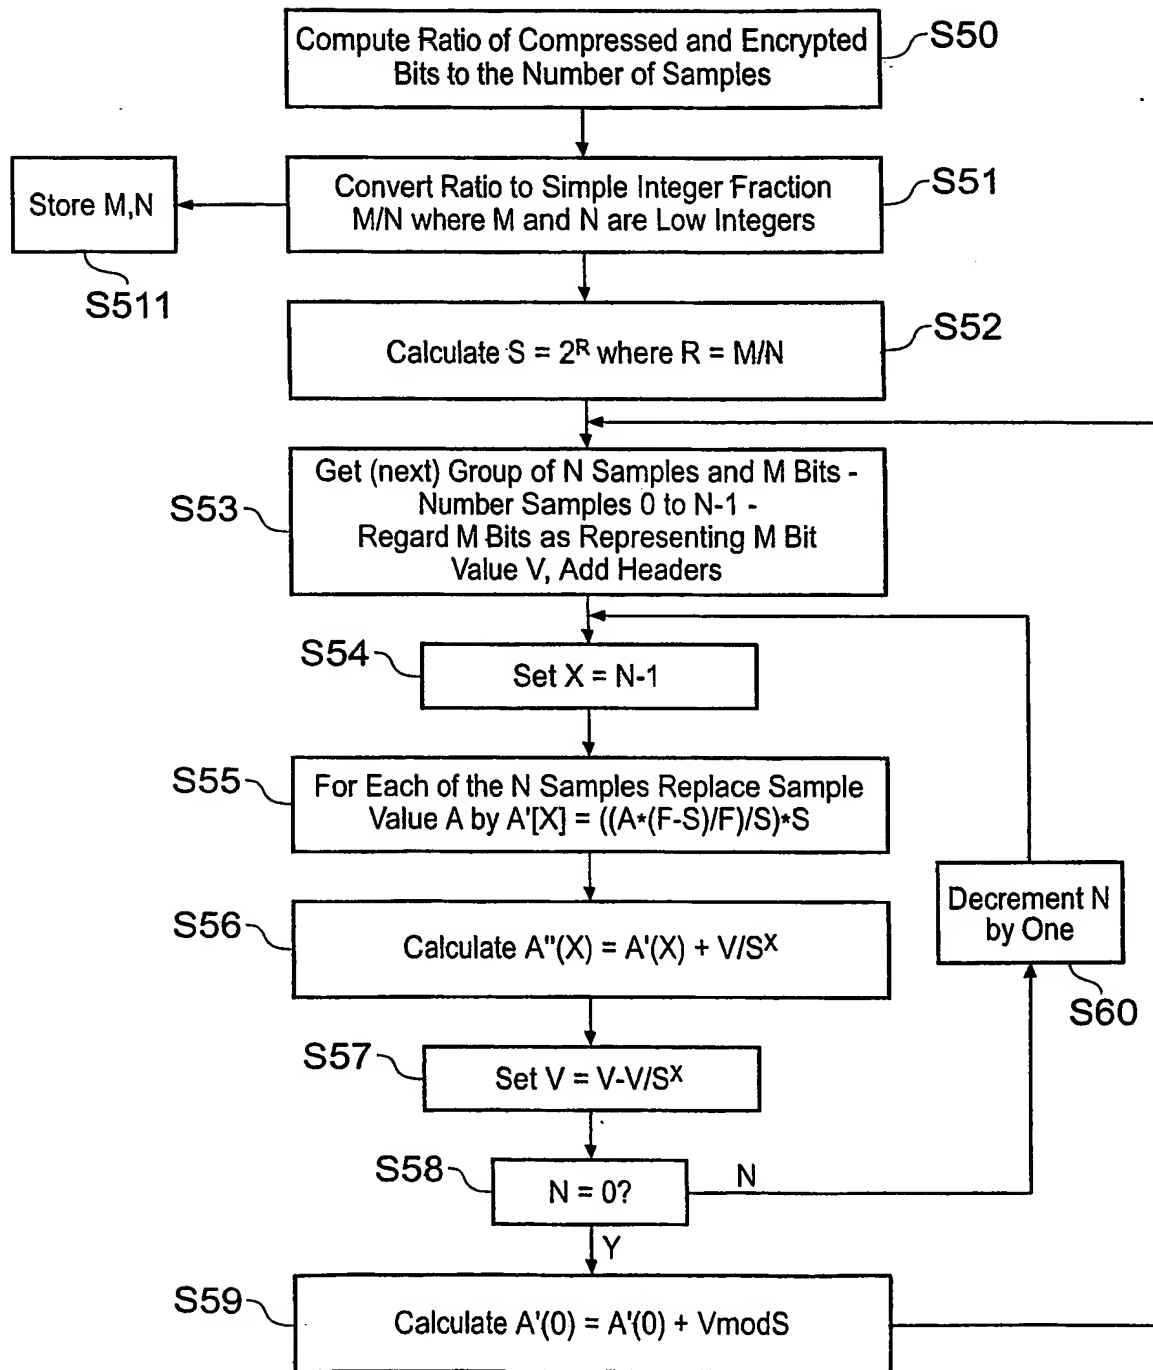 Compute Ratio of Compressed and Encrypted
Bits to the Number of Samples
S50
Convert Ratio to Simple Integer Fraction
M/N where M and N are Low Integers
S51
Store M,N
S511
Calculate S = 2^R where R = M/N
S52
Get (next) Group of N Samples and M Bits -
Number Samples 0 to N-1 -
Regard M Bits as Representing M Bit
Value V, Add Headers
S53
Set X = N-1
S54
For Each of the N Samples Replace Sample
Value A by A'[X] = ((A*(F-S)/F)/S)*S
S55
Calculate A''(X) = A'(X) + V/S^X
S56
Decrement N
by One
S60
Set V = V-V/S^X
S57
N = 0?
S58
N
Y
Calculate A'(0) = A'(0) + VmodS
S59